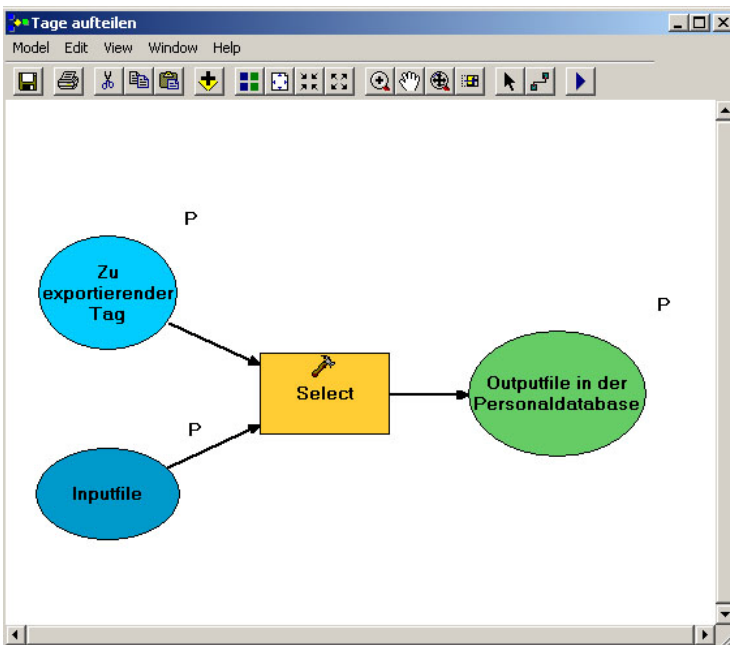 Tage aufteilen
Model Edit View Window Help
P
Zu
exportierender
Tag
P
Select
Outputfile in der
Personaldatabase
P
Inputfile